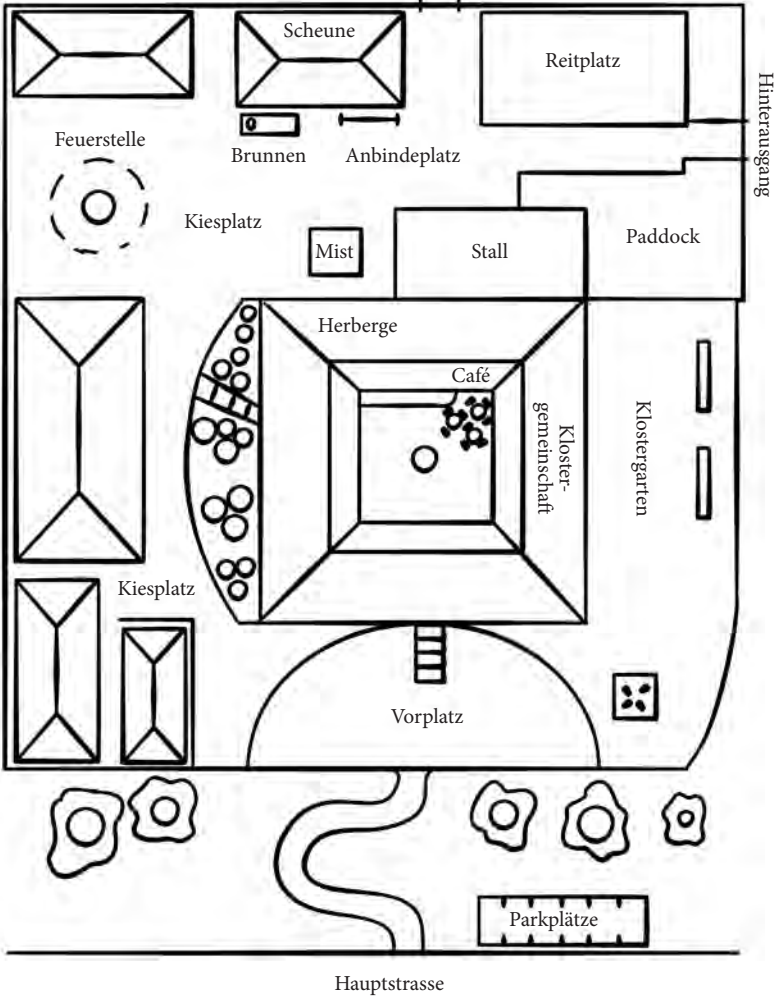 Scheune
Reitplatz
Hinterausgang
Feuerstelle
Brunnen
Anbindeplatz
Kiesplatz
Mist
Stall
Paddock
Herberge
Café
Kloster-
gemeinschaft
Klostergarten
Kiesplatz
Vorplatz
Parkplätze
Hauptstrasse